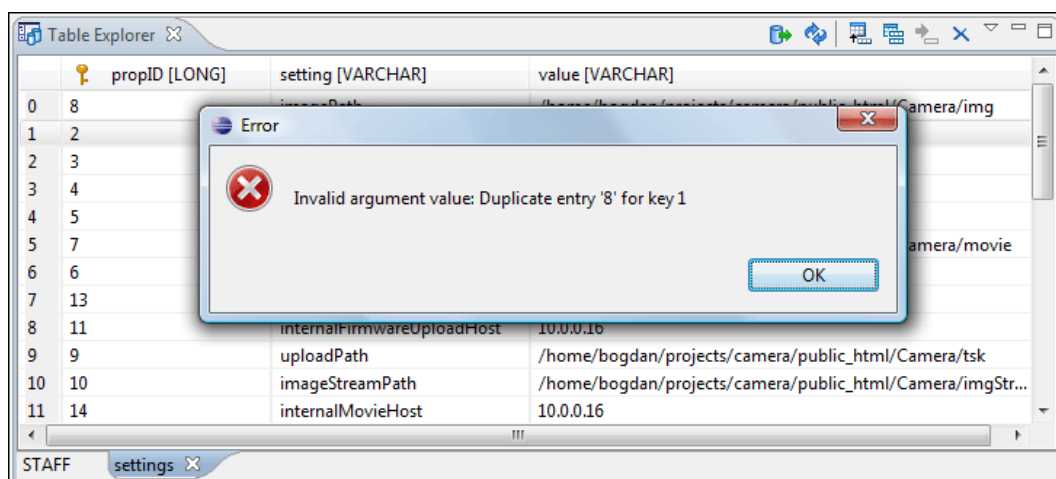 Table Explorer
propID [LONG] setting [VARCHAR] value [VARCHAR]
0 8 imagePath /home/bogdan/projects/camera/public_html/Camera/img
1 2
2 3
3 4
4 5
5 7 amera/movie
6 6
7 13
8 11 internalFirmwareUploadHost 10.0.0.16
9 9 uploadPath /home/bogdan/projects/camera/public_html/Camera/tsk
10 10 imageStreamPath /home/bogdan/projects/camera/public_html/Camera/imgStr...
11 14 internalMovieHost 10.0.0.16
Error
Invalid argument value: Duplicate entry '8' for key 1
OK
STAFF settings